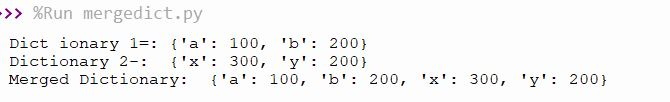 >>> %Run mergedict.py
Dict ionary 1=: {'a': 100, 'b': 200}
Dictionary 2-:  {'x': 300, 'y': 200}
Merged Dictionary:  {'a': 100, 'b': 200, 'x': 300, 'y': 200}